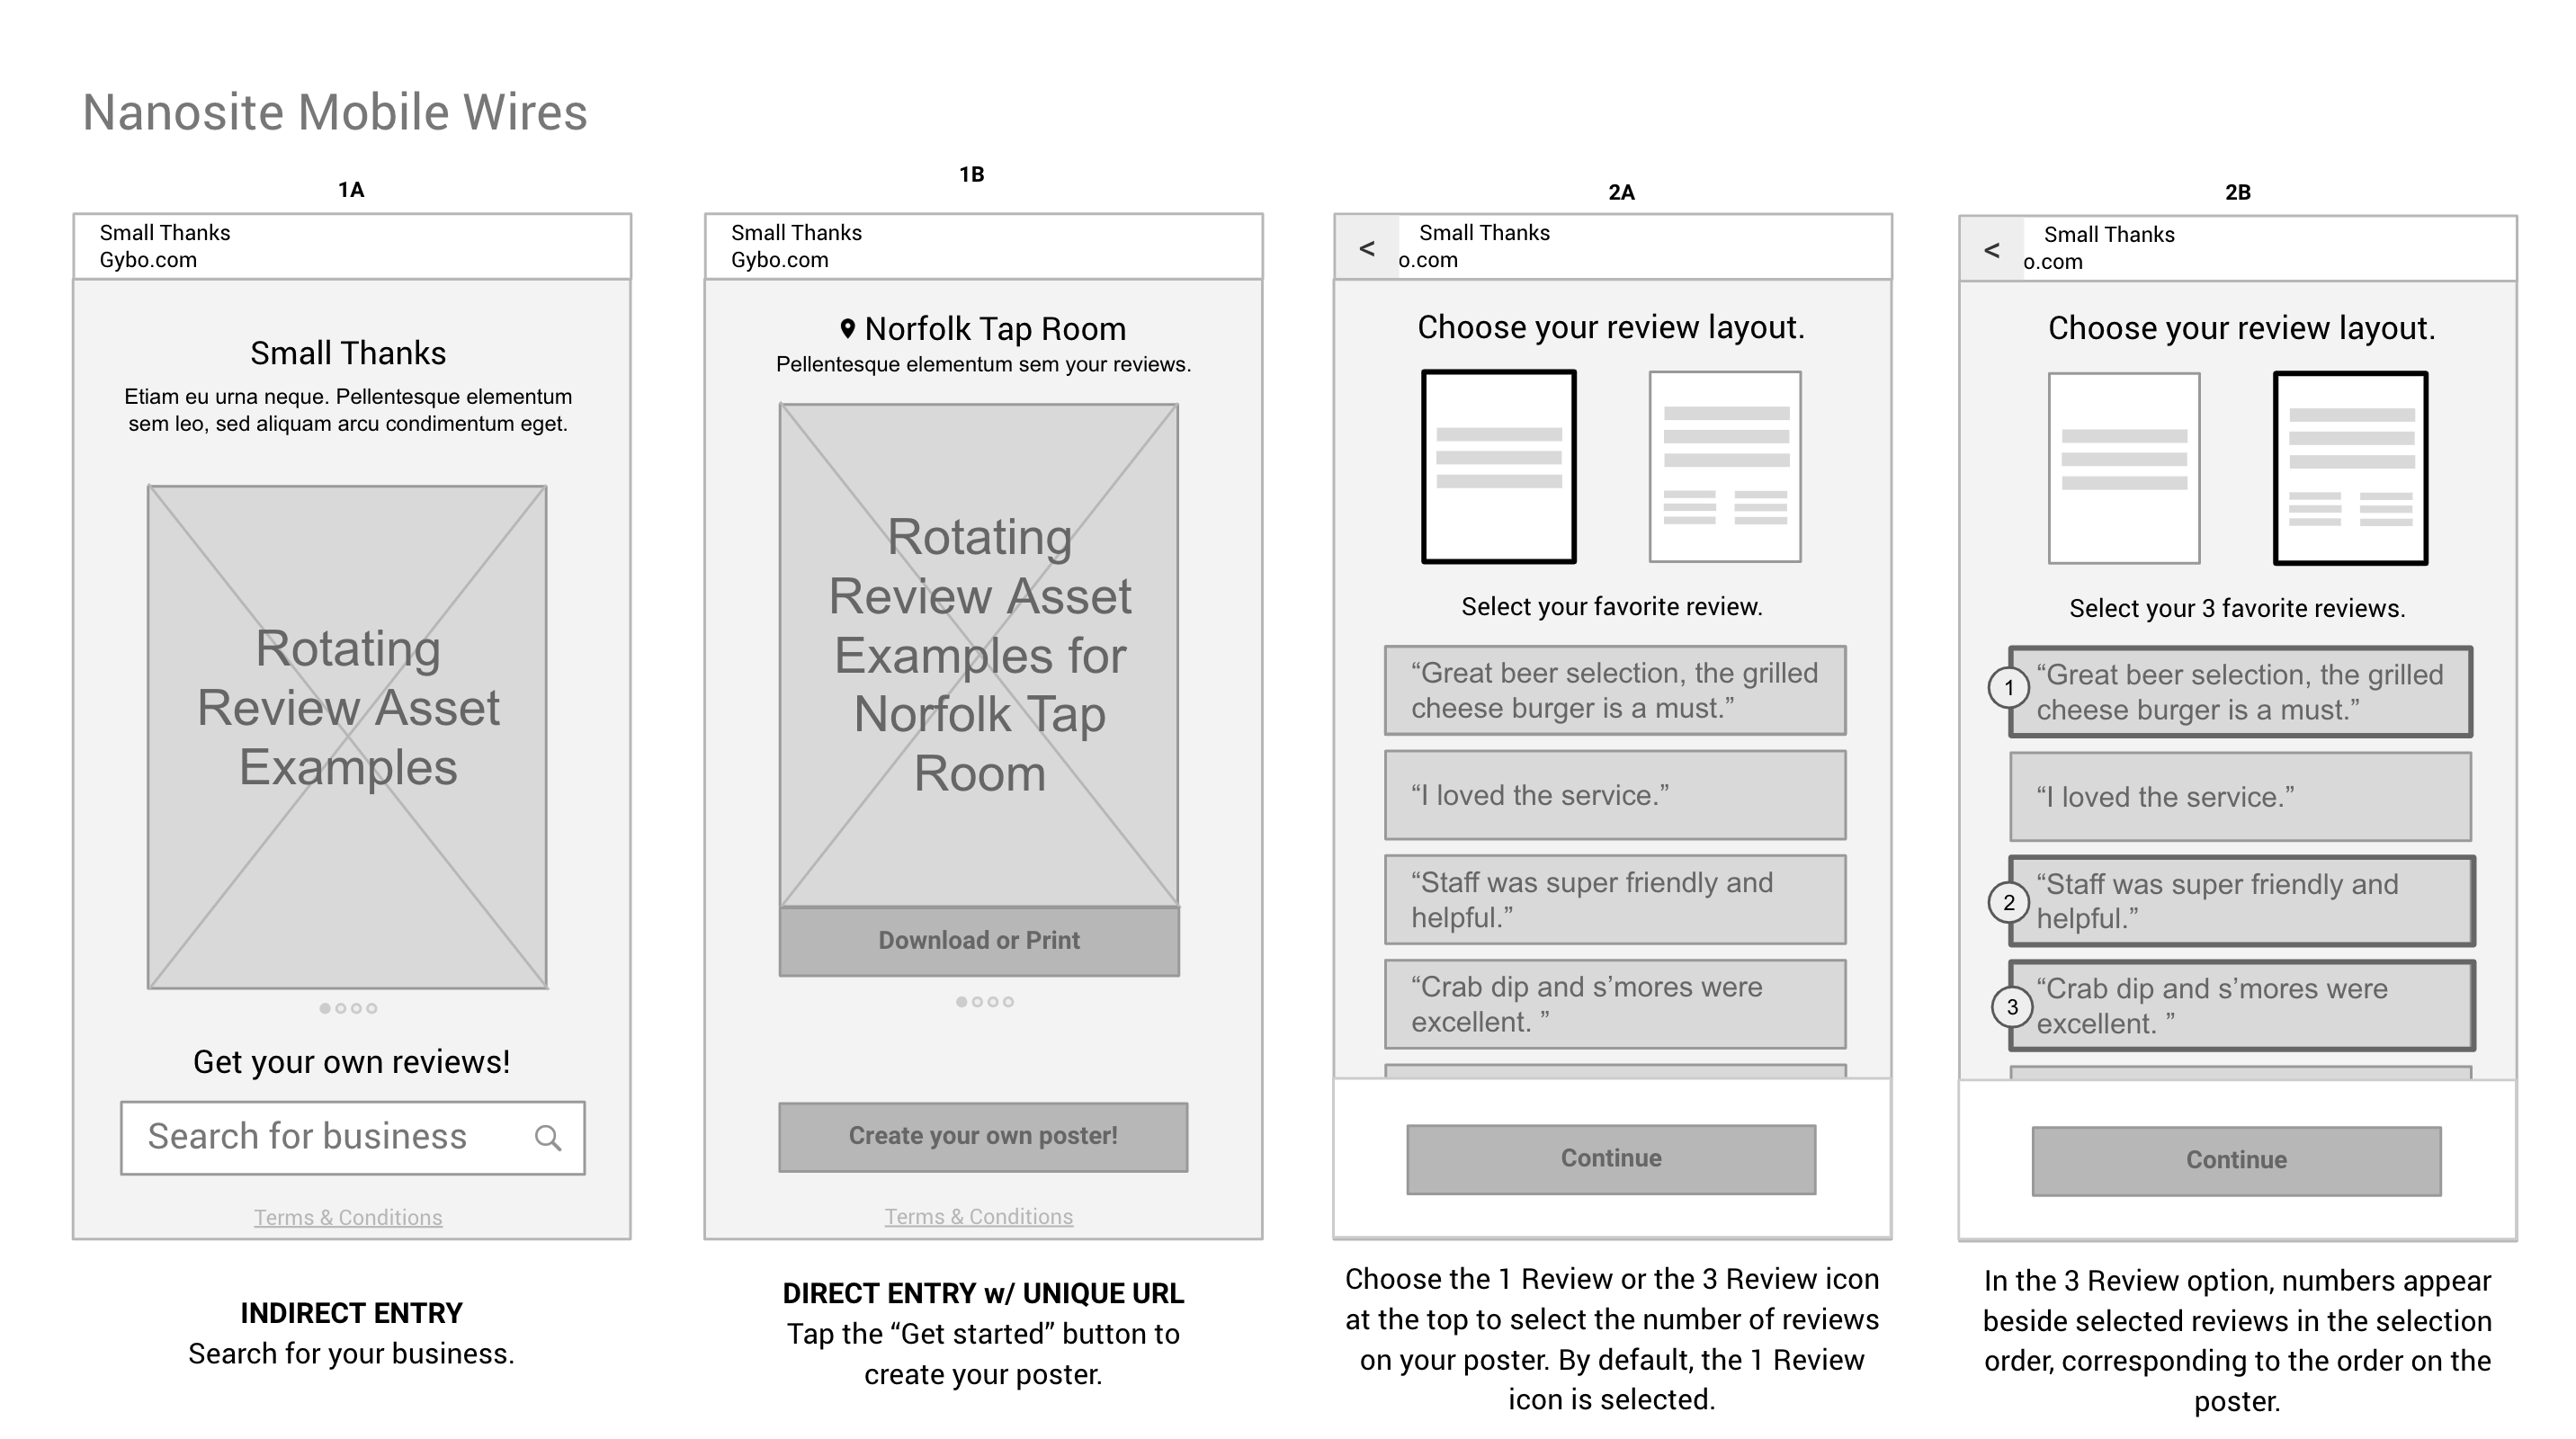 Nanosite Mobile Wires
1A
Small Thanks
Gybo.com
Small Thanks
Etiam eu urna neque. Pellentesque elementum
sem leo, sed aliquam arcu condimentum eget.
Rotating
Review Asset
Examples
Get your own reviews!
Search for business
Terms & Conditions
INDIRECT ENTRY
Search for your business.
1B
Small Thanks
Gybo.com
Norfolk Tap Room
Pellentesque elementum sem your reviews.
Rotating
Review Asset
Examples for
Norfolk Tap
Room
Download or Print
Create your own poster!
Terms & Conditions
DIRECT ENTRY w/ UNIQUE URL
Tap the “Get started” button to
create your poster.
2A
<
Small Thanks
o.com
Choose your review layout.
Select your favorite review.
“Great beer selection, the grilled
cheese burger is a must.”
“I loved the service.”
“Staff was super friendly and
helpful.”
“Crab dip and s’mores were
excellent. ”
Continue
Choose the 1 Review or the 3 Review icon
at the top to select the number of reviews
on your poster. By default, the 1 Review
icon is selected.
2B
<
Small Thanks
o.com
Choose your review layout.
Select your 3 favorite reviews.
1
“Great beer selection, the grilled
cheese burger is a must.”
“I loved the service.”
2
“Staff was super friendly and
helpful.”
3
“Crab dip and s’mores were
excellent. ”
Continue
In the 3 Review option, numbers appear
beside selected reviews in the selection
order, corresponding to the order on the
poster.